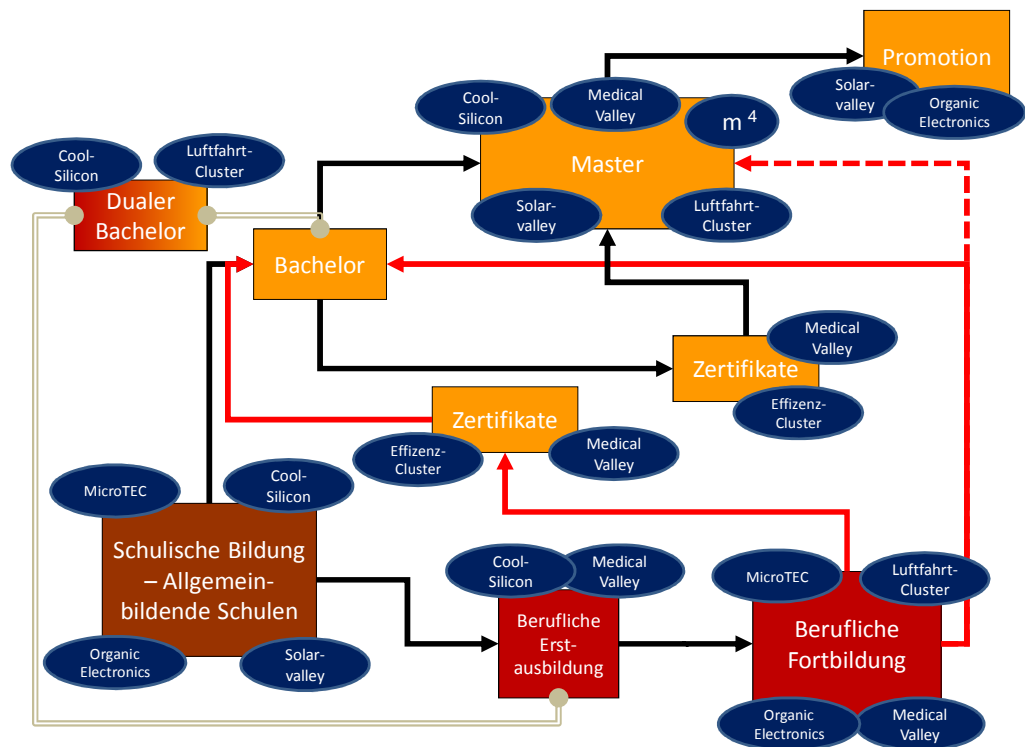 Promotion
Solar-
valley
Organic
Electronics
Cool-
Silicon
Medical
Valley
m 4
Master
Solar-
valley
Luftfahrt-
Cluster
Cool-
Silicon
Luftfahrt-
Cluster
Dualer
Bachelor
Bachelor
Medical
Valley
Zertifikate
Effizenz-
Cluster
Zertifikate
Effizenz-
Cluster
Medical
Valley
MicroTEC
Cool-
Silicon
Schulische Bildung
– Allgemein-
bildende Schulen
Organic
Electronics
Solar-
valley
Cool-
Silicon
Medical
Valley
Berufliche
Erst-
ausbildung
MicroTEC
Luftfahrt-
Cluster
Berufliche
Fortbildung
Organic
Electronics
Medical
Valley